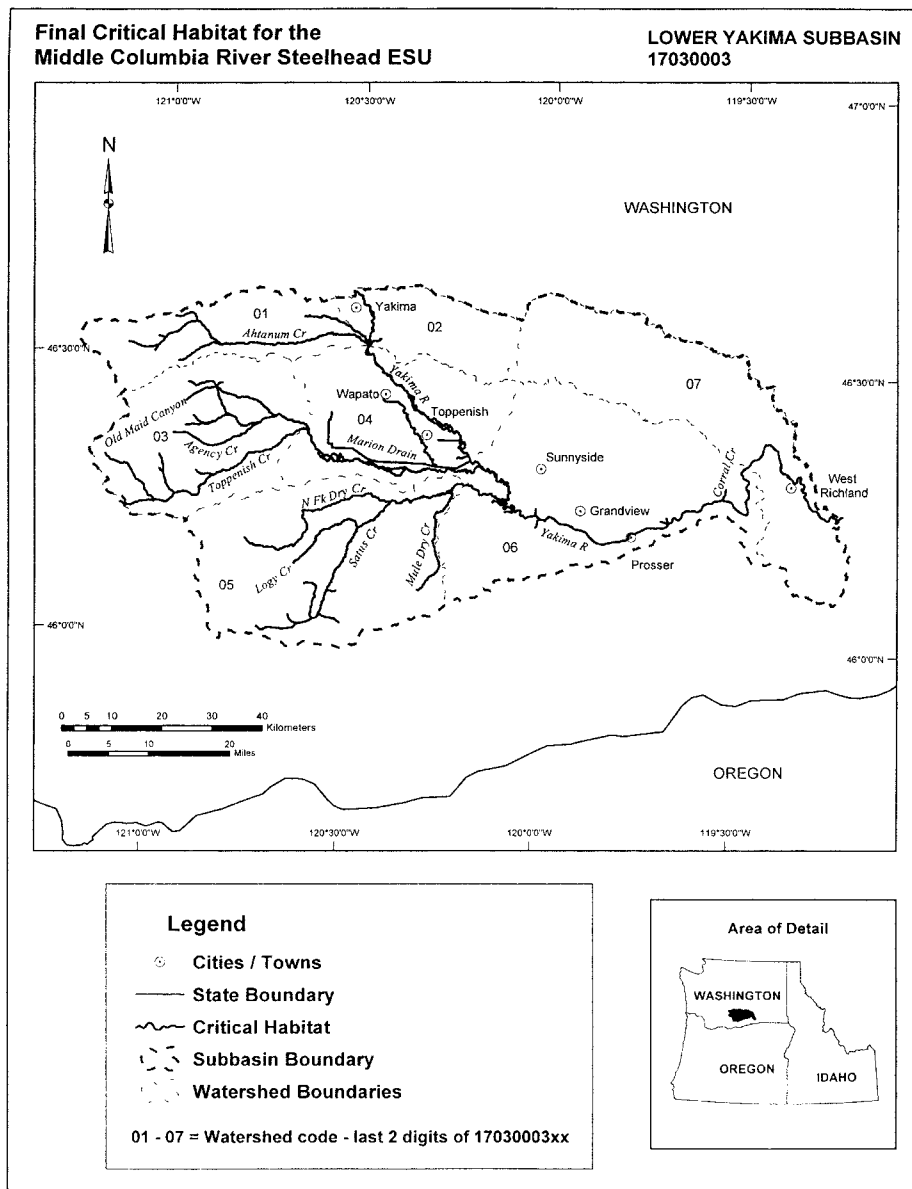 Final Critical Habitat for the
Middle Columbia River Steelhead ESU
LOWER YAKIMA SUBBASIN
17030003
121°0'0"W
120°30'0"W
120°0'0"W
119°30'0"W
47°0'0"N
N
WASHINGTON
01
Yakima
02
Ahtanum Cr
46°30'0"N
46°30'0"N
07
Yakima R
Wapato
Toppenish
Old Maid Canyon
03
04
Agency Cr
Marion Drain
Toppenish Cr
Sunnyside
Corral Cr
West
Richland
N Fk Dry Cr
Grandview
Satus Cr
Mule Dry Cr
06
Yakima R
Prosser
Logy Cr
05
46°0'0"N
46°0'0"N
0 5 10 20 30 40
Kilometers
0 5 10 20
Miles
OREGON
121°0'0"W
120°30'0"W
120°0'0"W
119°30'0"W
Legend
Cities / Towns
State Boundary
Critical Habitat
Subbasin Boundary
Watershed Boundaries
01 - 07 = Watershed code - last 2 digits of 17030003xx
Area of Detail
WASHINGTON
OREGON
IDAHO